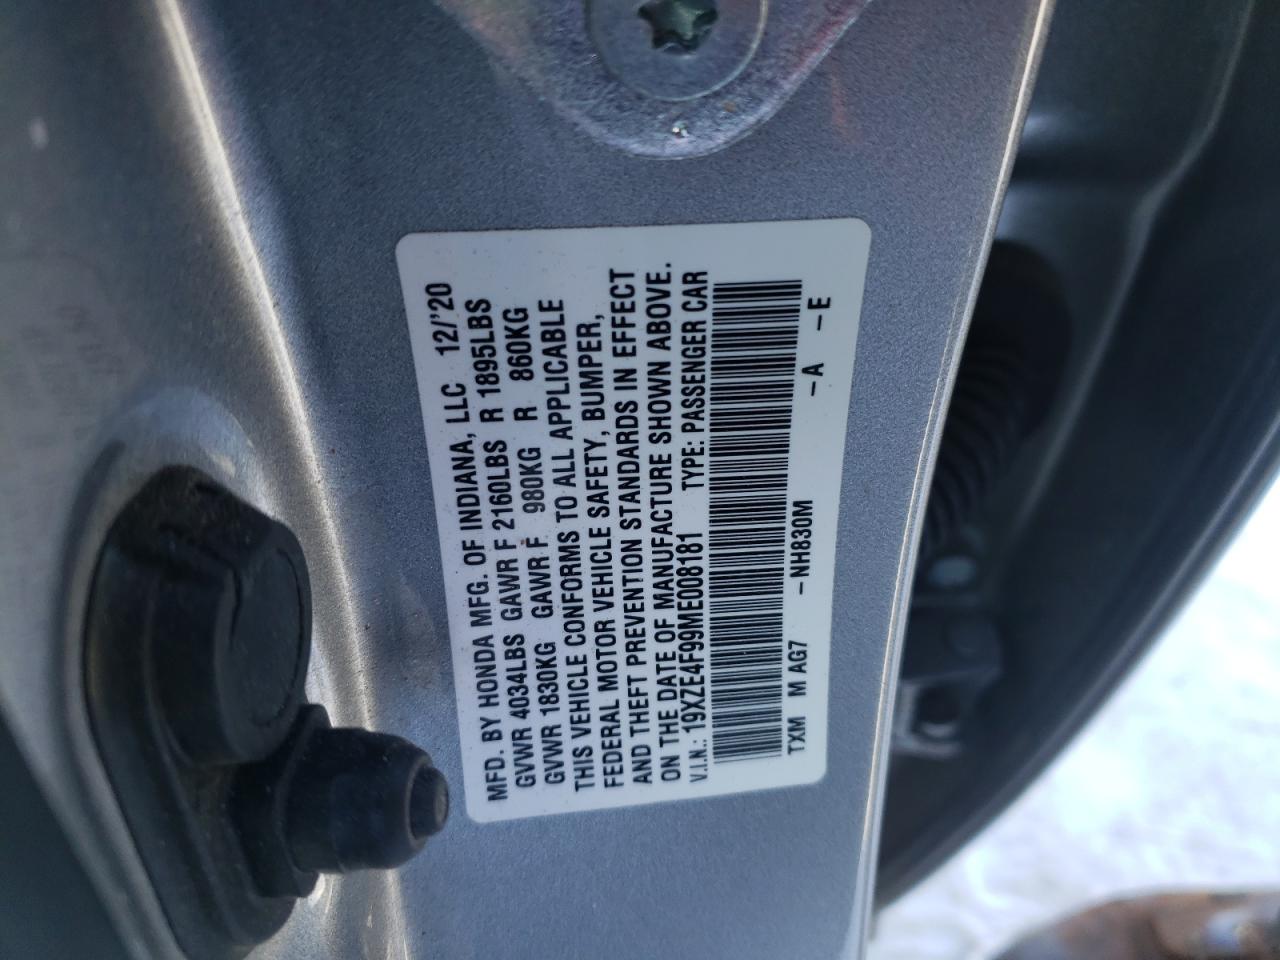 MFD. BY HONDA MFG. OF INDIANA, LLC 12/'20
GVWR 4034LBS GAWR F 2160LBS R 1895LBS
GVWR 1830KG GAWR F 980KG R 860KG
THIS VEHICLE CONFORMS TO ALL APPLICABLE
FEDERAL MOTOR VEHICLE SAFETY, BUMPER,
AND THEFT PREVENTION STANDARDS IN EFFECT
ON THE DATE OF MANUFACTURE SHOWN ABOVE.
V.I.N.: 19XZE4F99ME008181 TYPE: PASSENGER CAR
TXM M AG7 -NH830M -A -E